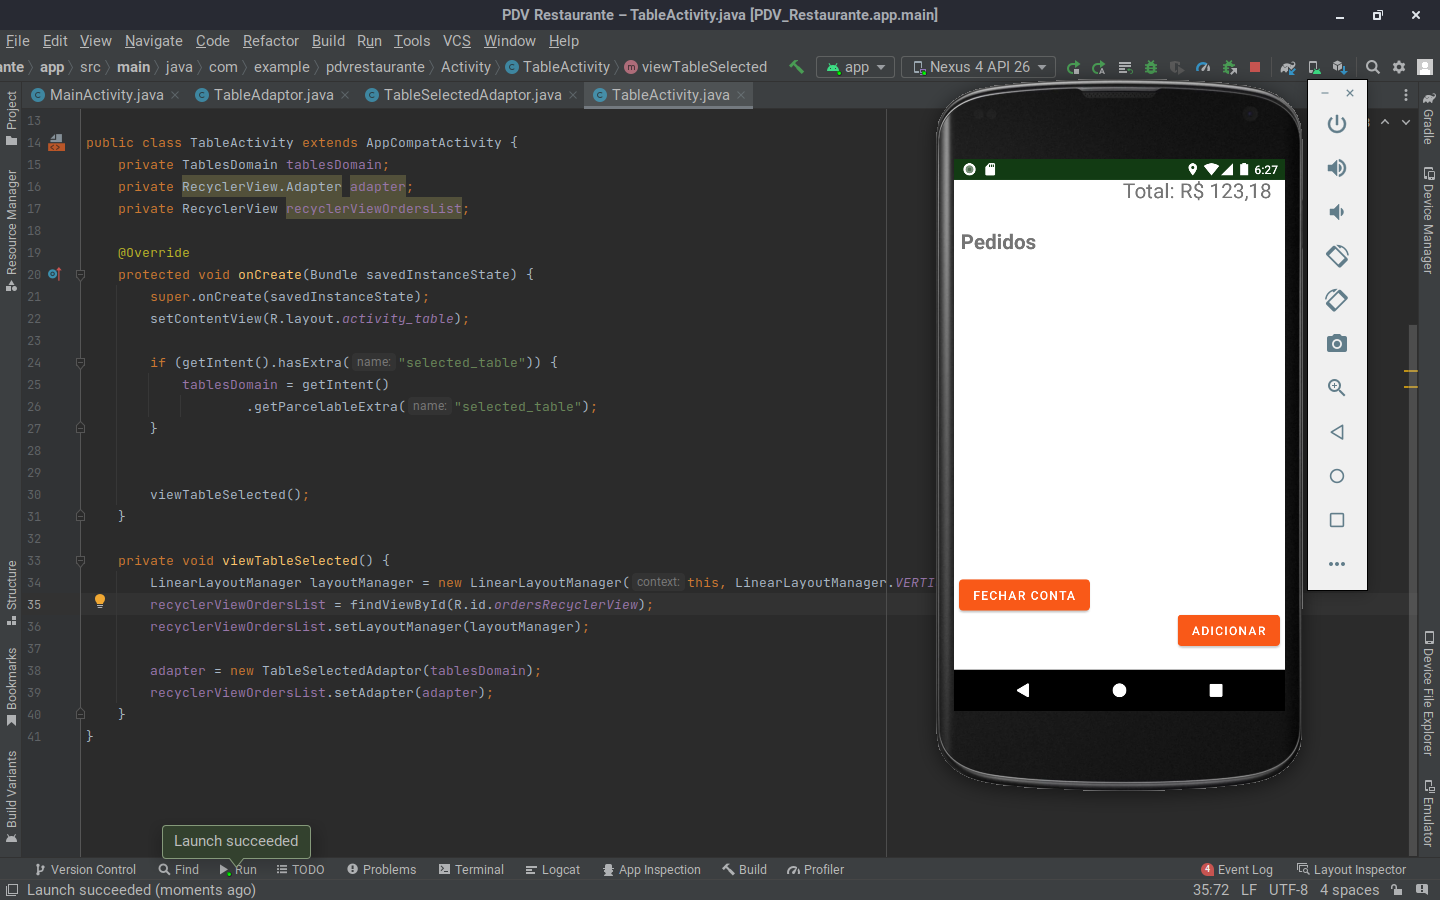 PDV Restaurante – TableActivity.java [PDV_Restaurante.app.main]
File Edit View Navigate Code Refactor Build Run Tools VCS Window Help
ante app src main java com example pdvrestaurante Activity TableActivity viewTableSelected app Nexus 4 API 26
MainActivity.java TableAdaptor.java TableSelectedAdaptor.java TableActivity.java
Project
Resource Manager
Structure
Bookmarks
Build Variants
13
14 public class TableActivity extends AppCompatActivity {
15 private TablesDomain tablesDomain;
16 private RecyclerView.Adapter adapter;
17 private RecyclerView recyclerViewOrdersList;
18
19 @Override
20 protected void onCreate(Bundle savedInstanceState) {
21 super.onCreate(savedInstanceState);
22 setContentView(R.layout.activity_table);
23
24 if (getIntent().hasExtra( name: "selected_table")) {
25 tablesDomain = getIntent()
26 .getParcelableExtra( name: "selected_table");
27 }
28
29
30 viewTableSelected();
31 }
32
33 private void viewTableSelected() {
34 LinearLayoutManager layoutManager = new LinearLayoutManager( context: this, LinearLayoutManager.VERTI
35 recyclerViewOrdersList = findViewById(R.id.ordersRecyclerView);
36 recyclerViewOrdersList.setLayoutManager(layoutManager);
37
38 adapter = new TableSelectedAdaptor(tablesDomain);
39 recyclerViewOrdersList.setAdapter(adapter);
40 }
41 }
6:27
Total: R$ 123,18
Pedidos
FECHAR CONTA
ADICIONAR
Gradle
Device Manager
Device File Explorer
Emulator
Launch succeeded
Version Control Find Run TODO Problems Terminal Logcat App Inspection Build Profiler 4 Event Log Layout Inspector
Launch succeeded (moments ago) 35:72 LF UTF-8 4 spaces